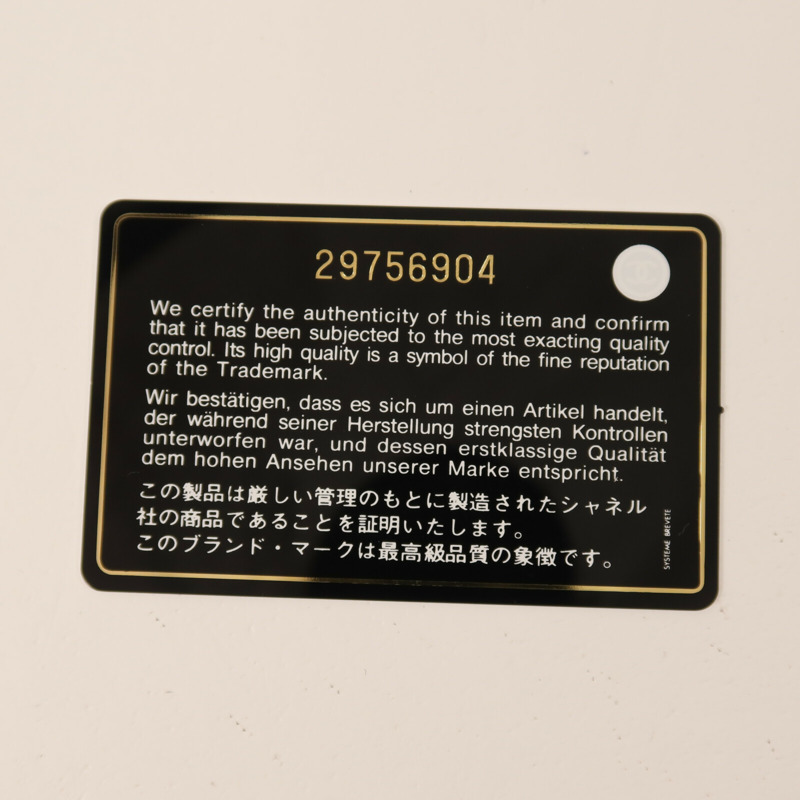 29756904
We certify the authenticity of this item and confirm
that it has been subjected to the most exacting quality
control. Its high quality is a symbol of the fine reputation
of the Trademark.
Wir bestätigen, dass es sich um einen Artikel handelt,
der während seiner Herstellung strengsten Kontrollen
unterworfen war, und dessen erstklassige Qualität
dem hohen Ansehen unserer Marke entspricht.
この製品は厳しい管理のもとに製造されたシャネル
社の商品であることを証明いたします。
このブランド・マークは最高級品質の象徴です。
SYSTEME BREVETE